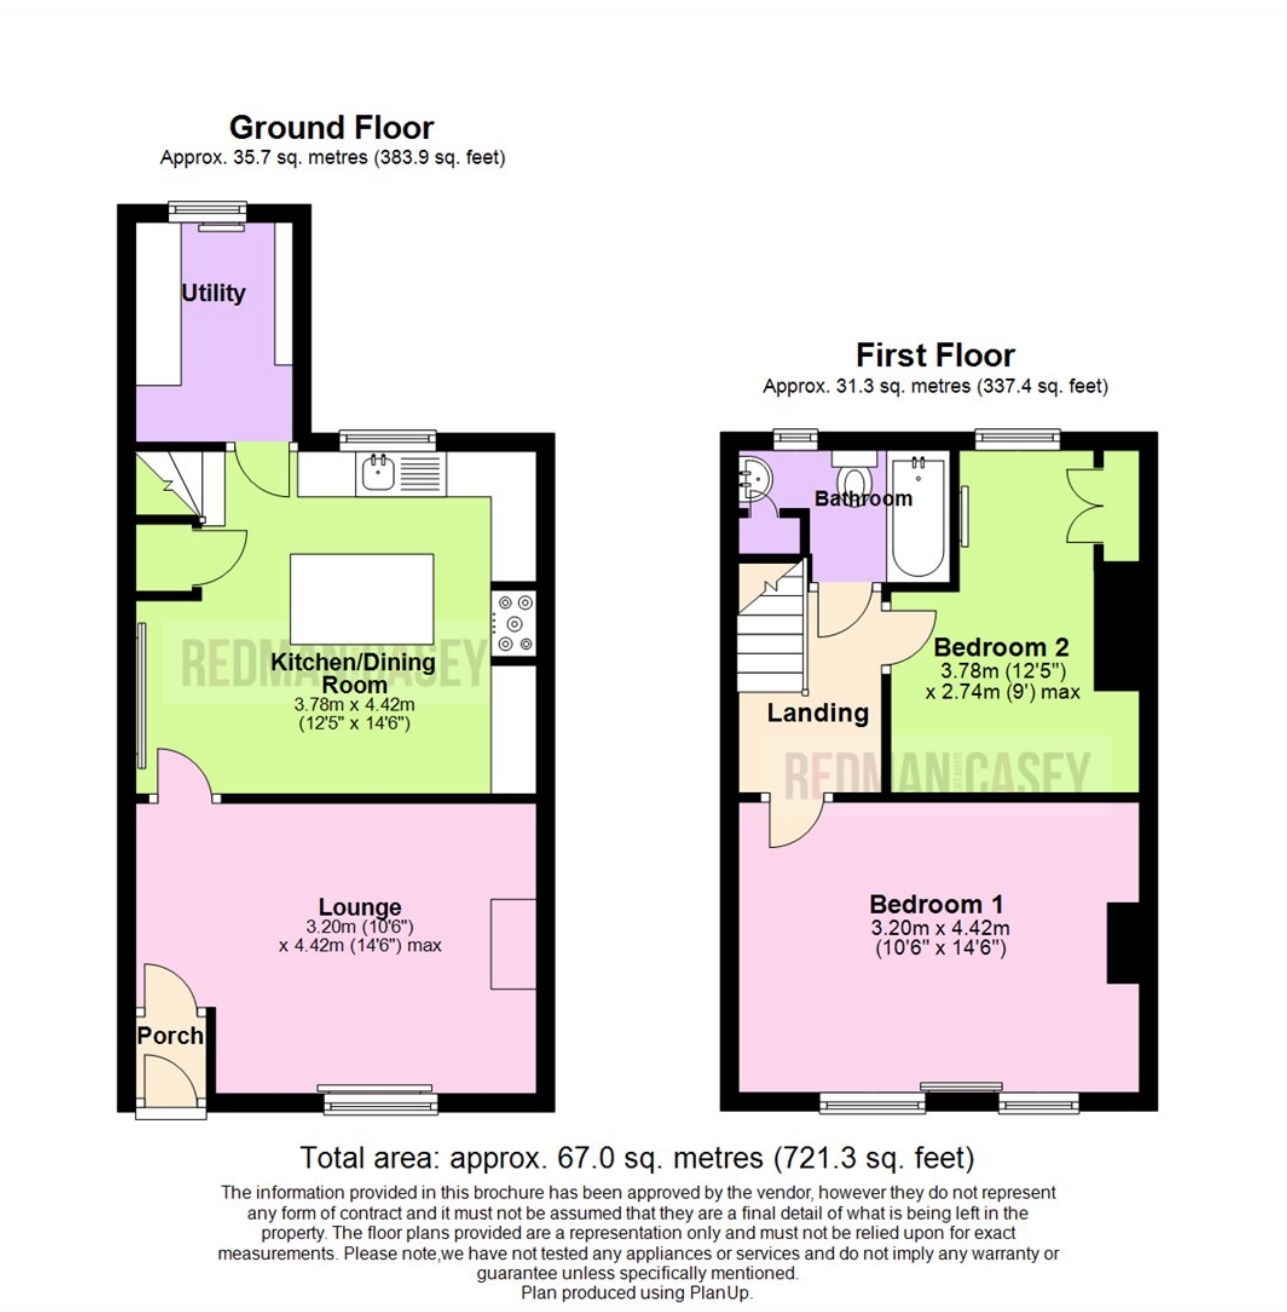 Ground Floor
Approx. 35.7 sq. metres (383.9 sq. feet)
Utility
Kitchen/Dining
Room
3.78m x 4.42m
(12'5" x 14'6")
REDMAN CASEY
Lounge
3.20m (10'6")
x 4.42m (14'6") max
Porch
First Floor
Approx. 31.3 sq. metres (337.4 sq. feet)
Bathroom
Bedroom 2
3.78m (12'5")
x 2.74m (9') max
Landing
REDMAN CASEY
Bedroom 1
3.20m x 4.42m
(10'6" x 14'6")
Total area: approx. 67.0 sq. metres (721.3 sq. feet)
The information provided in this brochure has been approved by the vendor, however they do not represent
any form of contract and it must not be assumed that they are a final detail of what is being left in the
property. The floor plans provided are a representation only and must not be relied upon for exact
measurements. Please note,we have not tested any appliances or services and do not imply any warranty or
guarantee unless specifically mentioned.
Plan produced using PlanUp.